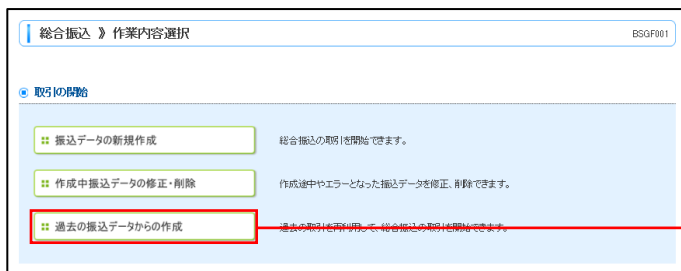 総合振込 》 作業内容選択
BSGF001
取引の開始
振込データの新規作成
総合振込の取引を開始できます。
作成中振込データの修正・削除
作成途中やエラーとなった振込データを修正、削除できます。
過去の振込データからの作成
過去の取引を再利用して、総合振込の取引を開始できます。